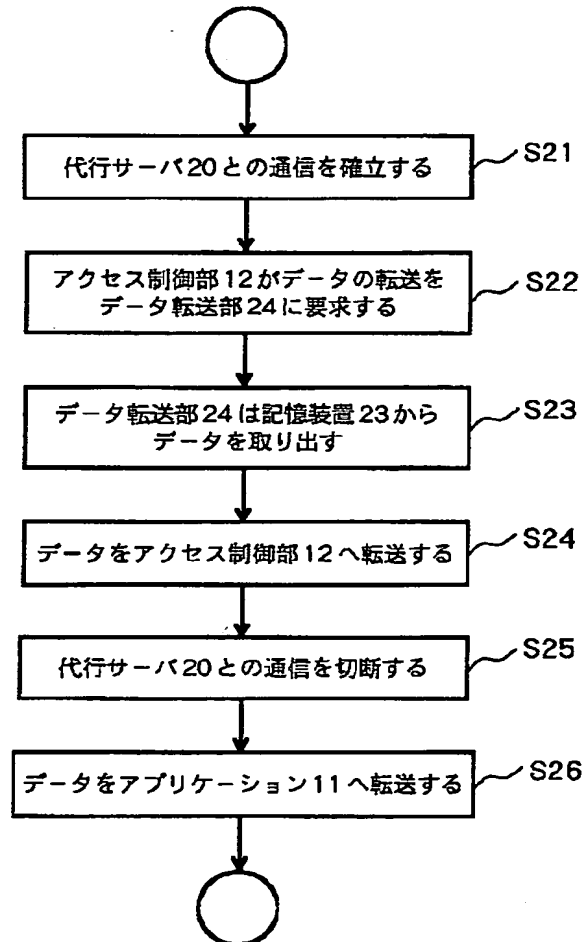 代行サーバ20との通信を確立する
S21
アクセス制御部12がデータの転送を
データ転送部24に要求する
S22
データ転送部24は記憶装置23から
データを取り出す
S23
データをアクセス制御部12へ転送する
S24
代行サーバ20との通信を切断する
S25
データをアプリケーション11へ転送する
S26